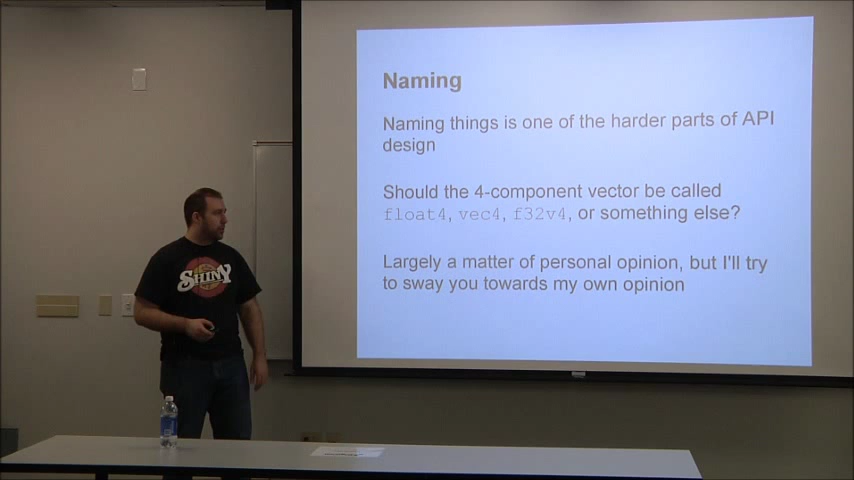 Naming
Naming things is one of the harder parts of API
design
Should the 4-component vector be called
float4, vec4, f32v4, or something else?
Largely a matter of personal opinion, but I'll try
to sway you towards my own opinion
SHINY